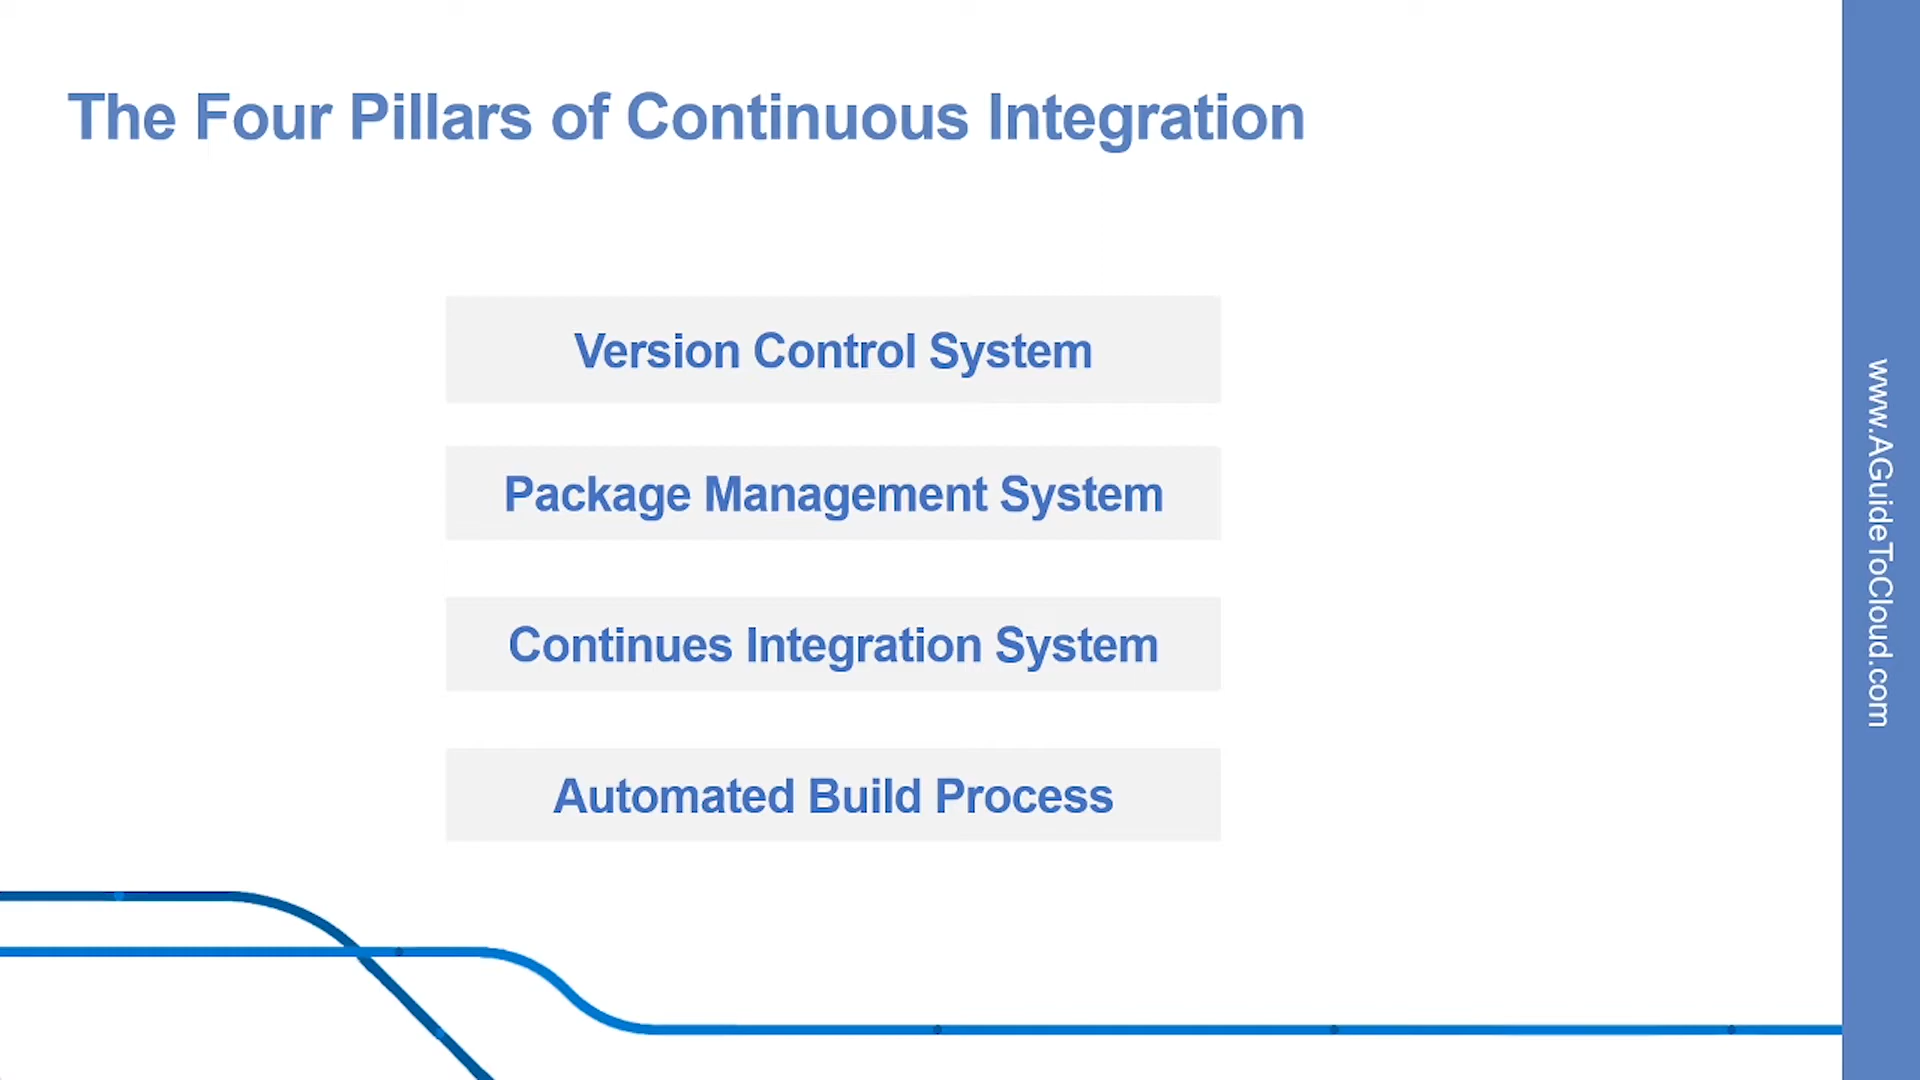 The Four Pillars of Continuous Integration
Version Control System
Package Management System
Continues Integration System
Automated Build Process
www.AGuideToCloud.com